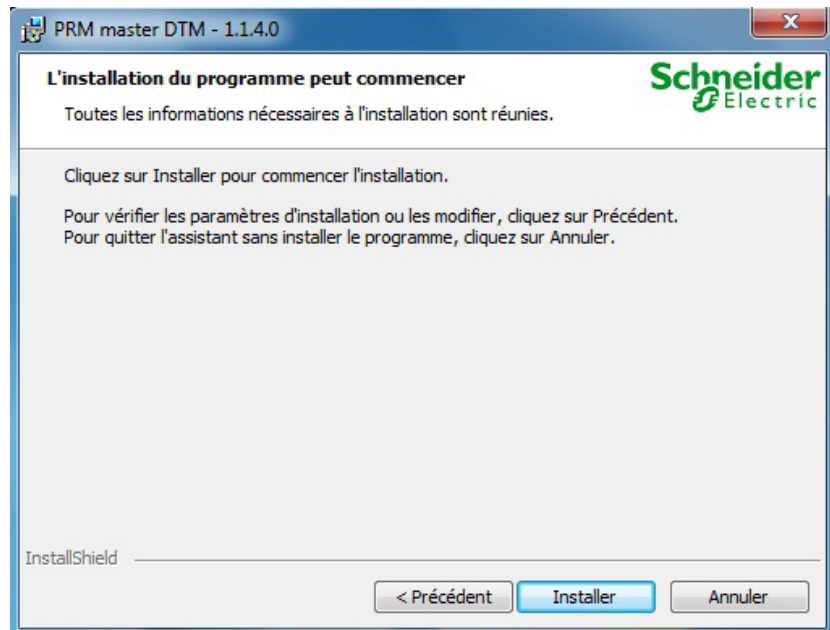 PRM master DTM - 1.1.4.0
L'installation du programme peut commencer
Toutes les informations nécessaires à l'installation sont réunies.
Schneider
Electric
Cliquez sur Installer pour commencer l'installation.
Pour vérifier les paramètres d'installation ou les modifier, cliquez sur Précédent.
Pour quitter l'assistant sans installer le programme, cliquez sur Annuler.
InstallShield
< Précédent
Installer
Annuler